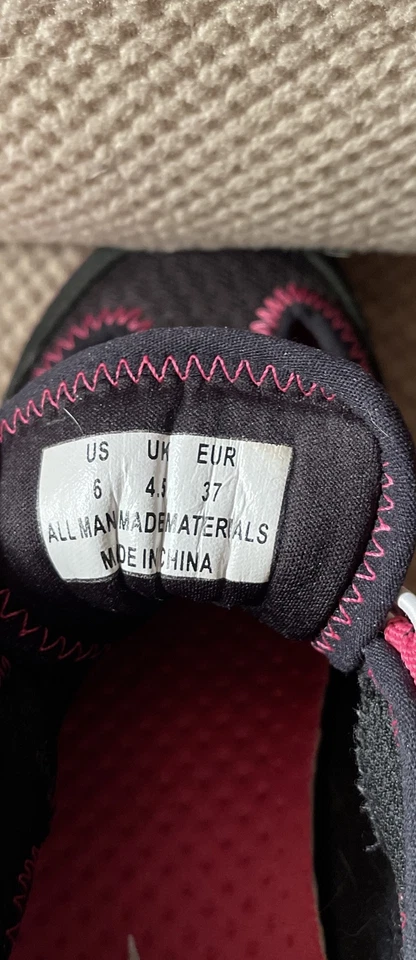 US UK EUR
6 4.5 37
ALL MAN MADE MATERIALS
MADE IN CHINA